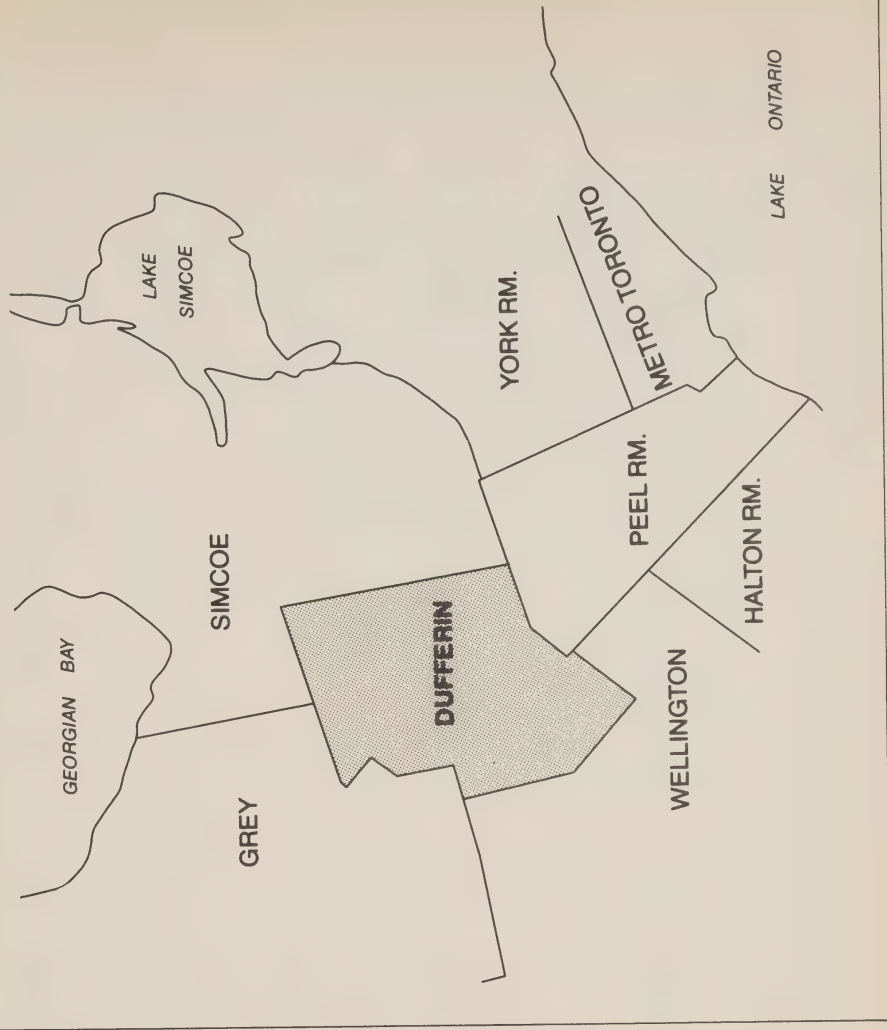 GEORGIAN BAY
LAKE
SIMCOE
SIMCOE
GREY
DUFFERIN
YORK RM.
METRO TORONTO
PEEL RM.
HALTON RM.
WELLINGTON
LAKE ONTARIO